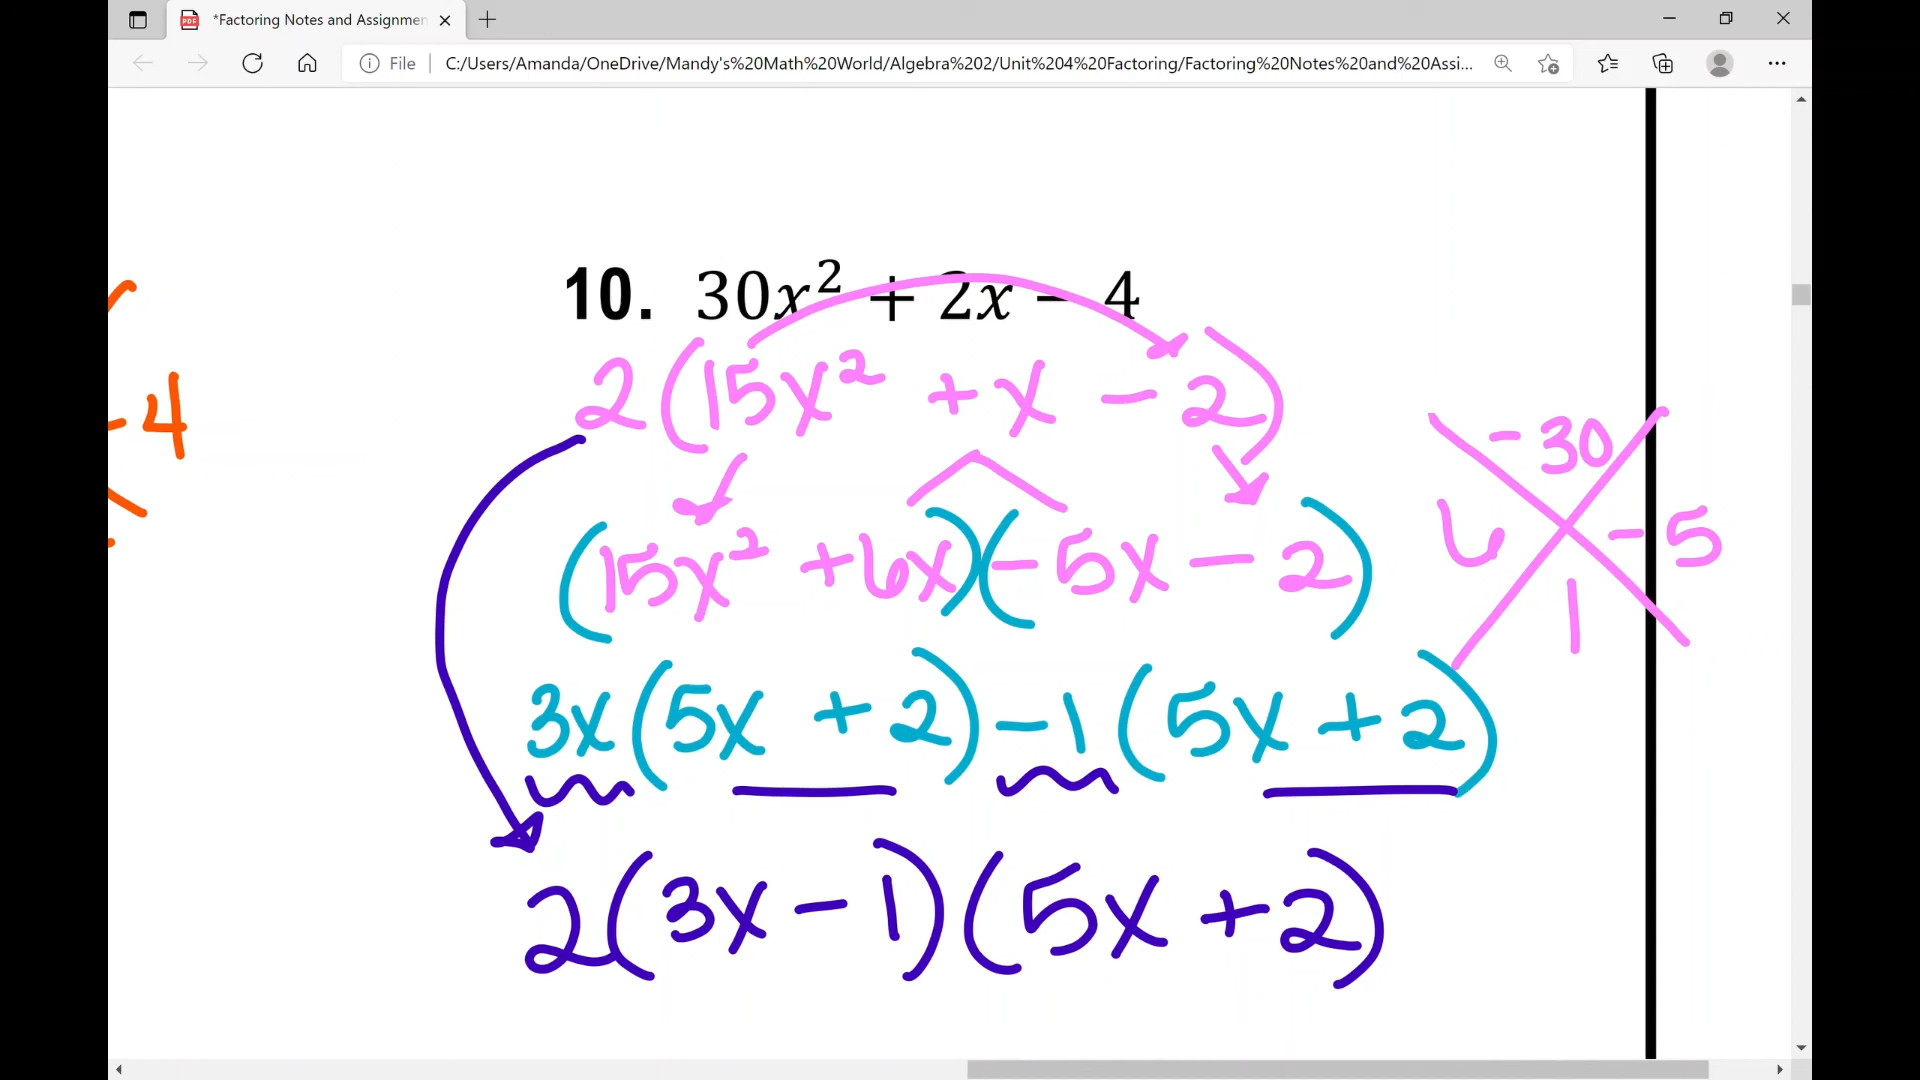 *Factoring Notes and Assignmen
File C:/Users/Amanda/OneDrive/Mandy's%20Math%20World/Algebra%202/Unit%204%20Factoring/Factoring%20Notes%20and%20Assi...
10. 30x² + 2x - 4
2(15x² + x - 2)
-4
-30
6 -5
1
(15x² + 6x)(-5x - 2)
3x(5x + 2) - 1(5x + 2)
2(3x - 1)(5x + 2)